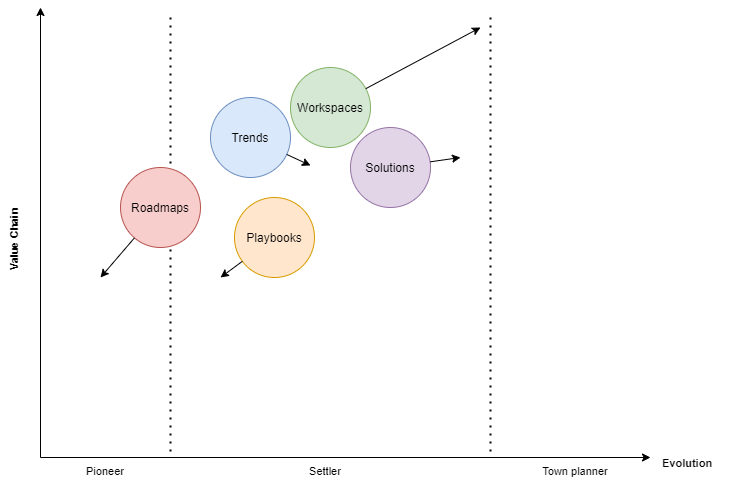 Workspaces
Trends
Solutions
Roadmaps
Playbooks
Value Chain
Pioneer
Settler
Town planner
Evolution